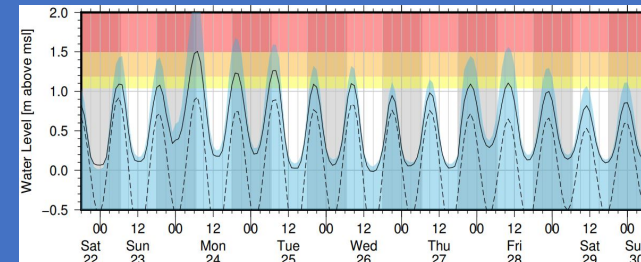 Water Level [m above msl]
2.0
1.5
1.0
0.5
0.0
−0.5
00 12 00 12 00 12 00 12 00 12 00 12 00 12 00
Sat Sun Mon Tue Wed Thu Fri Sat Su
22 23 24 25 26 27 28 29 30